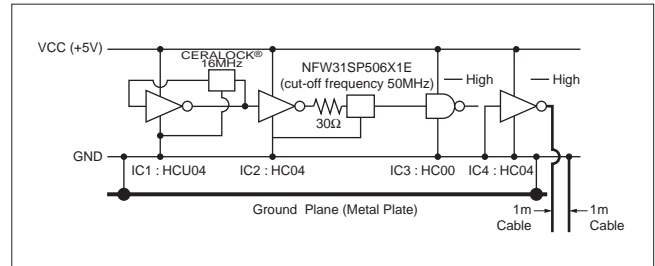 VCC (+5V)
CERALOCK®
16MHz
NFW31SP506X1E
(cut-off frequency 50MHz)
High
High
30Ω
GND
IC1 : HCU04
IC2 : HC04
IC3 : HC00
IC4 : HC04
Ground Plane (Metal Plate)
1m
Cable
1m
Cable